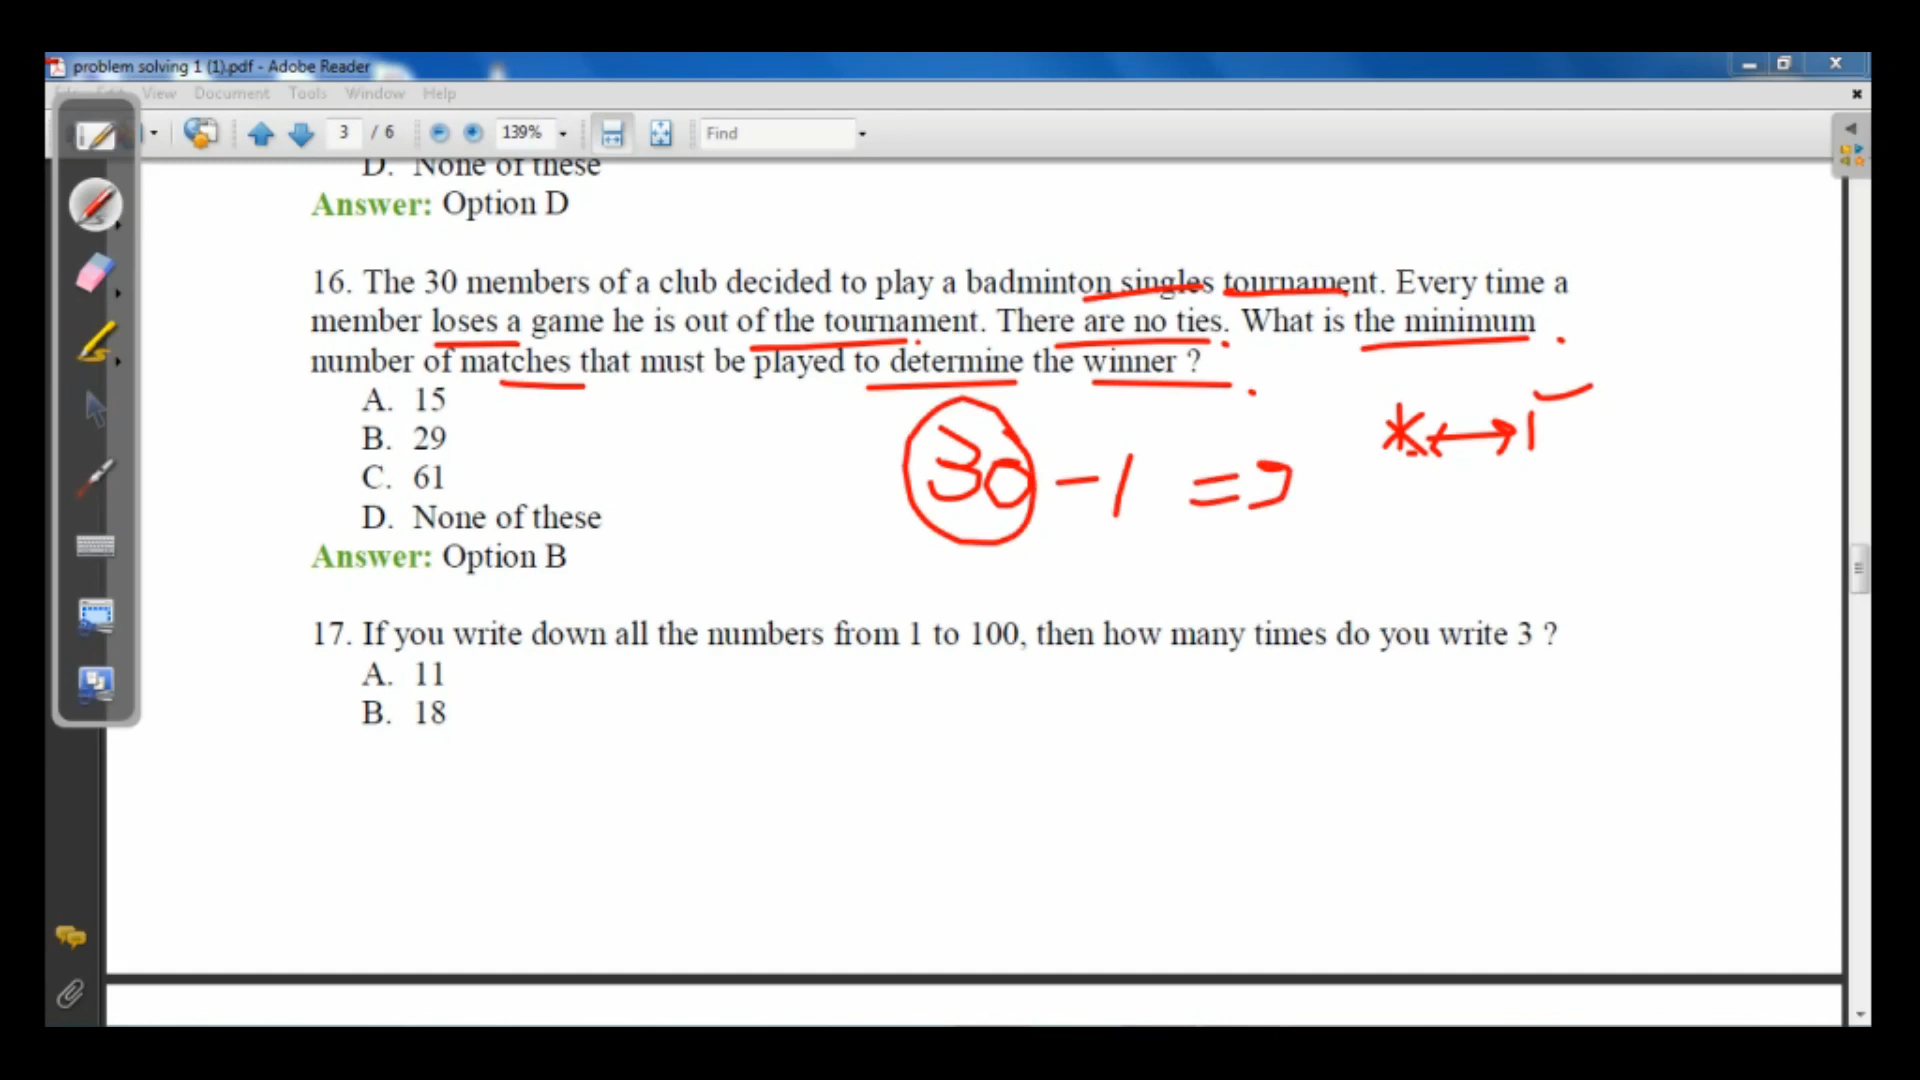 problem solving 1 (1).pdf - Adobe Reader
View Document Tools Window Help
3 / 6 139% Find
D. None of these
Answer: Option D
16. The 30 members of a club decided to play a badminton singles tournament. Every time a
member loses a game he is out of the tournament. There are no ties. What is the minimum
number of matches that must be played to determine the winner ?
A. 15
B. 29
C. 61
D. None of these
Answer: Option B
30 - 1 =
1
17. If you write down all the numbers from 1 to 100, then how many times do you write 3 ?
A. 11
B. 18